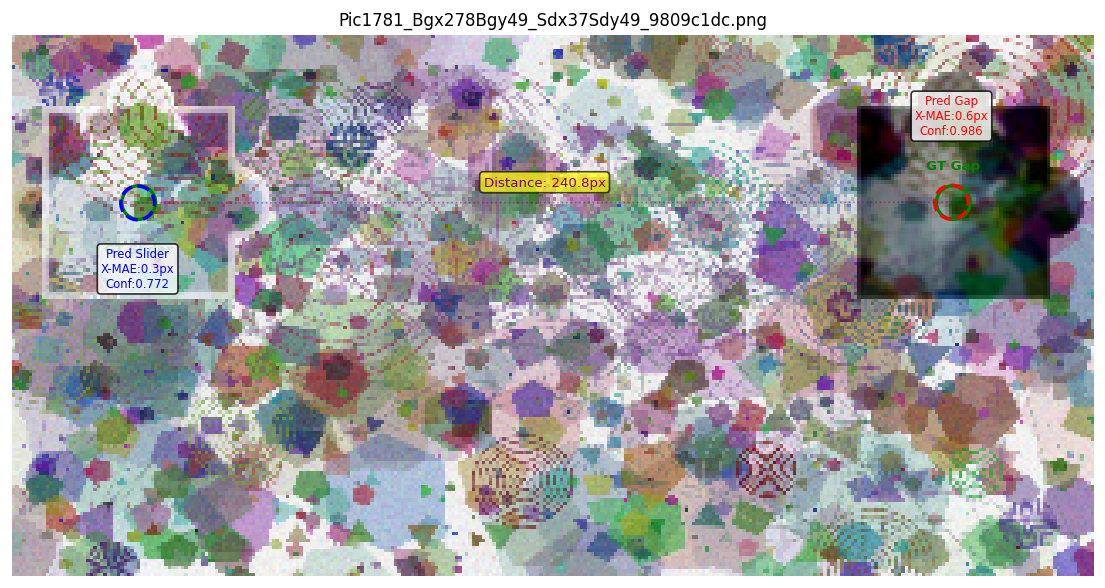 Pic1781_Bgx278Bgy49_Sdx37Sdy49_9809c1dc.png
Pred Gap
X-MAE:0.6px
Conf:0.986
GT Gap
Distance: 240.8px
Pred Slider
X-MAE:0.3px
Conf:0.772